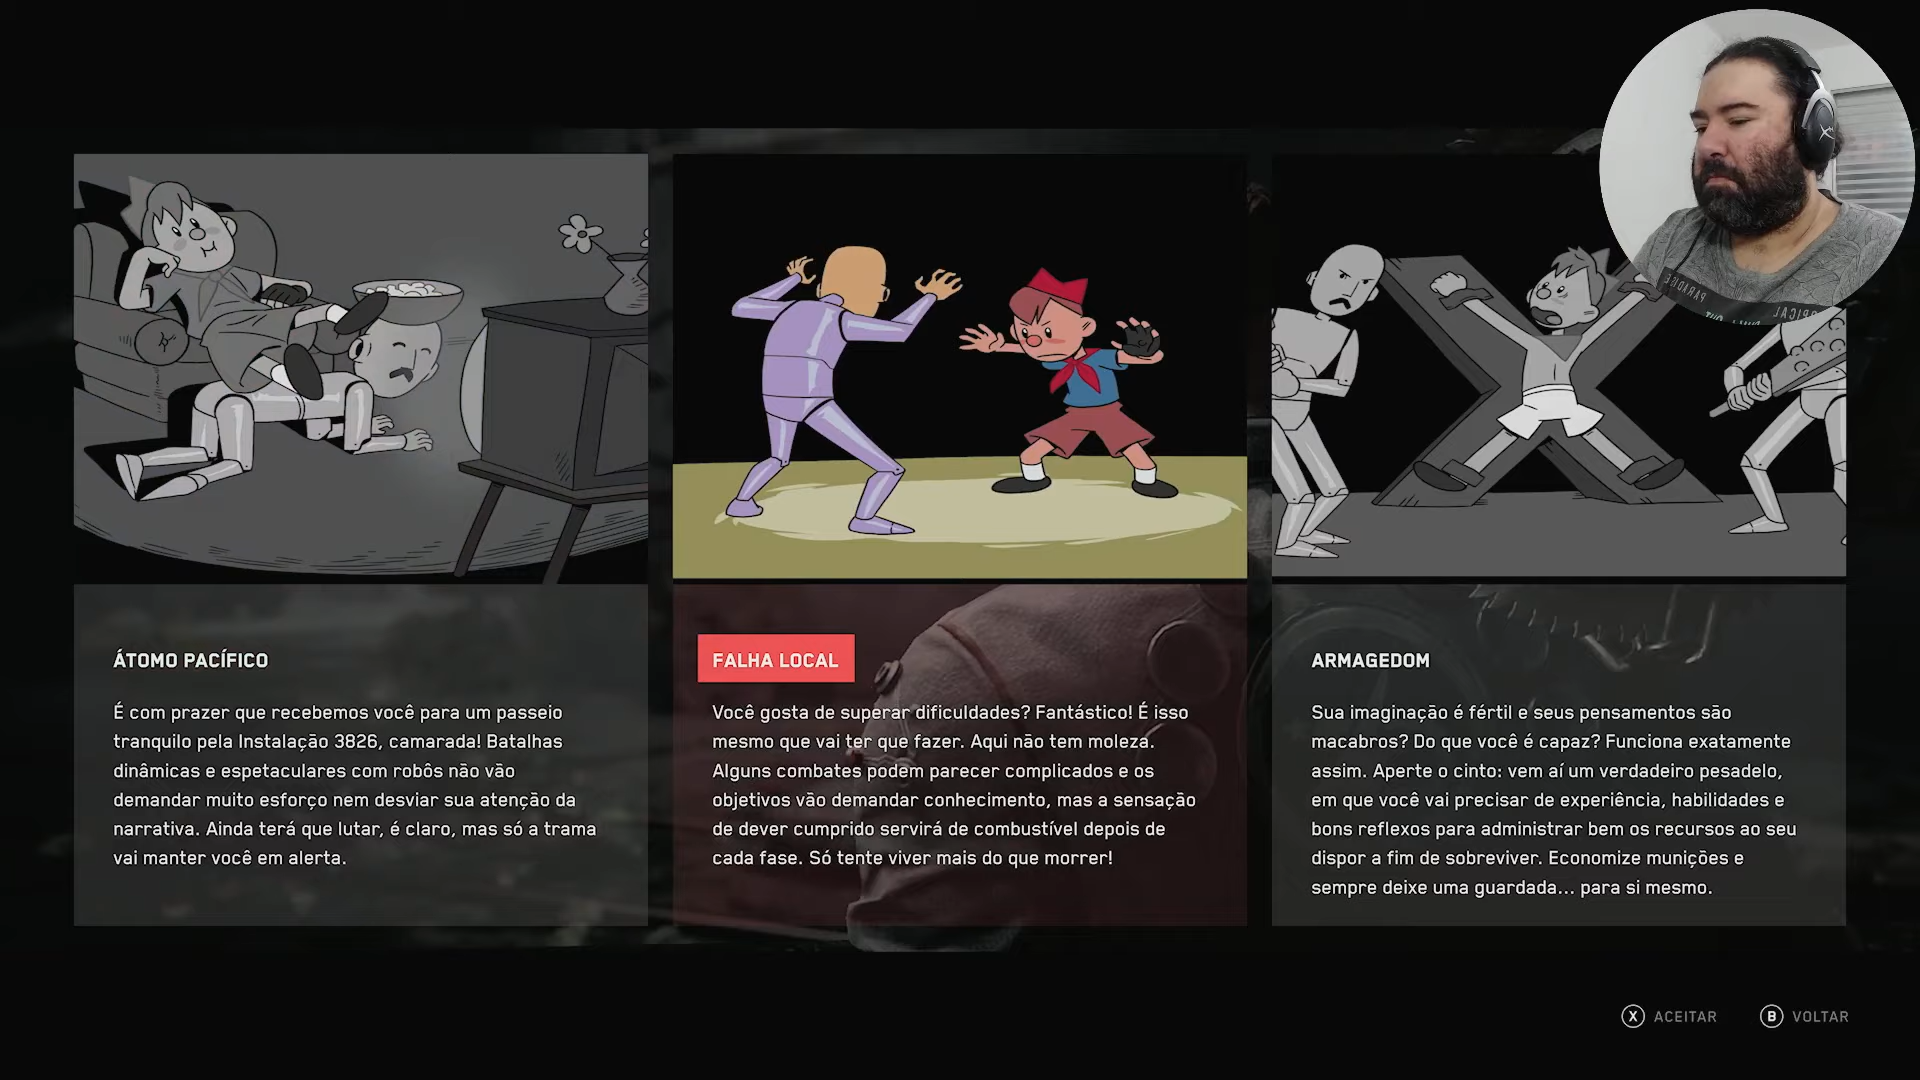 ÁTOMO PACÍFICO
É com prazer que recebemos você para um passeio
tranquilo pela Instalação 3826, camarada! Batalhas
dinâmicas e espetaculares com robôs não vão
demandar muito esforço nem desviar sua atenção da
narrativa. Ainda terá que lutar, é claro, mas só a trama
vai manter você em alerta.
FALHA LOCAL
Você gosta de superar dificuldades? Fantástico! É isso
mesmo que vai ter que fazer. Aqui não tem moleza.
Alguns combates podem parecer complicados e os
objetivos vão demandar conhecimento, mas a sensação
de dever cumprido servirá de combustível depois de
cada fase. Só tente viver mais do que morrer!
ARMAGEDOM
Sua imaginação é fértil e seus pensamentos são
macabros? Do que você é capaz? Funciona exatamente
assim. Aperte o cinto: vem aí um verdadeiro pesadelo,
em que você vai precisar de experiência, habilidades e
bons reflexos para administrar bem os recursos ao seu
dispor a fim de sobreviver. Economize munições e
sempre deixe uma guardada... para si mesmo.
X ACEITAR
B VOLTAR